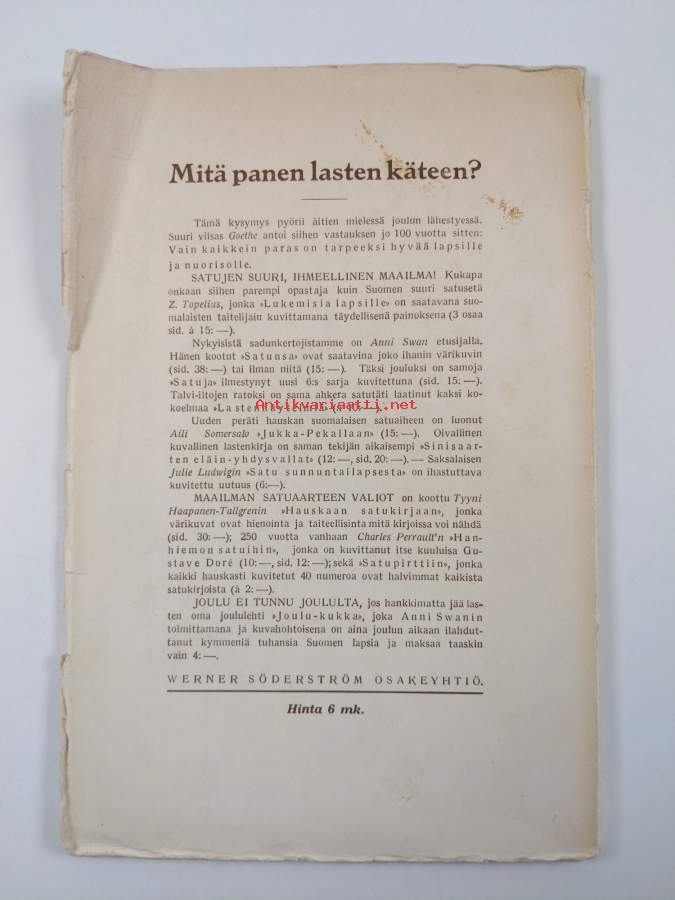 Mitä panen lasten käteen?
Tämä kysymys pyörii äitien mielessä joulun lähestyessä.
Suuri viisas Goethe antoi siihen vastauksen jo 100 vuotta sitten:
Vain kaikkein paras on tarpeeksi hyvää lapsille
ja nuorisolle.
SATUJEN SUURI, IHMEELLINEN MAAILMA! Kukapa
onkaan siihen parempi opastaja kuin Suomen suuri satusetä
Z. Topelius, jonka »Lukemisia lapsille» on saatavana suo-
malaisten taiteilijain kuvittamana täydellisenä painoksena (3 osaa
sid. à 15: —).
Nykyisistä sadunkertojistamme on Anni Swan etusijalla.
Hänen kootut »Satunsa» ovat saatavina joko ihanin värikuvin
(sid. 38: —) tai ilman niitä (15: —). Täksi jouluksi on samoja
»Satuja» ilmestynyt uusi 6:s sarja kuvitettuna (sid. 15: —).
Talvi-iltojen ratoksi on sama ahkera satutäti laatinut kaksi ko-
koelmaa
Antikvariaatti.net
Uuden peräti hauskan suomalaisen satuaiheen on luonut
Aili Somersalo »Jukka-Pekallaan» (15: —). Oivallinen
kuvallinen lastenkirja on saman tekijän aikaisempi »Sinisaar-
ten eläin-yhdysvallat» (12: —, sid. 20: —). — Saksalaisen
Julie Ludwigin »Satu sunnuntailapsesta» on ihastuttava
kuvitettu uutuus (6:—).
MAAILMAN SATUAARTEEN VALIOT on koottu Tyyni
Haapanen-Tallgrenin »Hauskaan satukirjaan», jonka
värikuvat ovat hienointa ja taiteellisinta mitä kirjoissa voi nähdä
(sid. 30: —); 250 vuotta vanhaan Charles Perrault'n »Han-
hiemon satuihin», jonka on kuvittanut itse kuuluisa Gu-
stave Doré (10: —, sid. 12: —); sekä »Satupirttiin», jonka
kaikki hauskasti kuvitetut 40 numeroa ovat halvimmat kaikista
satukirjoista (à 2: —).
JOULU EI TUNNU JOULULTA, jos hankkimatta jää las-
ten oma joululehti »Joulu-kukka», joka Anni Swanin
toimittamana ja kuvahohtoisena on aina joulun aikaan ilahdut-
tanut kymmeniä tuhansia Suomen lapsia ja maksaa taaskin
vain 4: —.
WERNER SÖDERSTRÖM OSAKEYHTIÖ.
Hinta 6 mk.